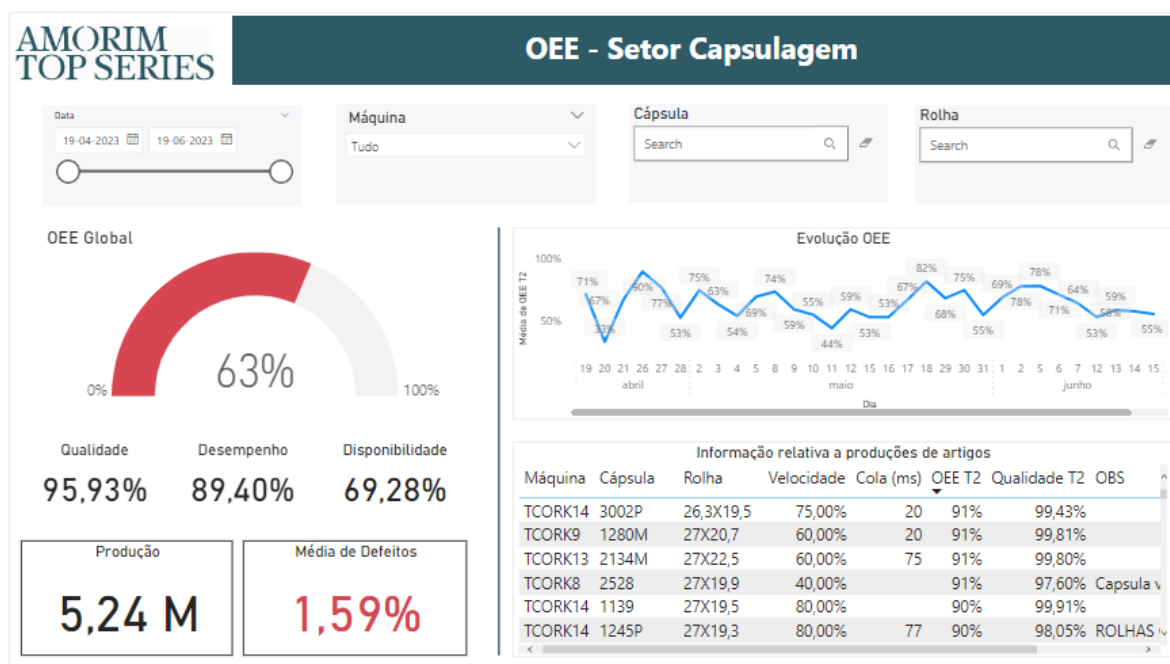 AMORIM
TOP SERIES
OEE - Setor Capsulagem
Data
19-04-2023 19-06-2023
Máquina
Tudo
Cápsula
Search
Rolha
Search
OEE Global
63%
0% 100%
Qualidade Desempenho Disponibilidade
95,93% 89,40% 69,28%
Produção
5,24 M
Média de Defeitos
1,59%
Evolução OEE
Média de OEE T2
100%
50%
71% 67% 33% 90% 77% 53% 75% 63% 54% 69% 74% 59% 55% 44% 59% 53% 53% 67% 82% 68% 75% 55% 69% 78% 78% 71% 64% 53% 58% 59% 55%
19 20 21 26 27 28 2 3 4 5 8 9 10 11 12 15 16 17 18 29 30 31 1 2 5 6 7 12 13 14 15
abril maio junho
Dia
Informação relativa a produções de artigos
Máquina Cápsula Rolha Velocidade Cola (ms) OEE T2 Qualidade T2 OBS
TCORK14 3002P 26,3X19,5 75,00% 20 91% 99,43%
TCORK9 1280M 27X20,7 60,00% 20 91% 99,81%
TCORK13 2134M 27X22,5 60,00% 75 91% 99,80%
TCORK8 2528 27X19,9 40,00% 91% 97,60% Capsula v
TCORK14 1139 27X19,5 80,00% 90% 99,91%
TCORK14 1245P 27X19,3 80,00% 77 90% 98,05% ROLHAS